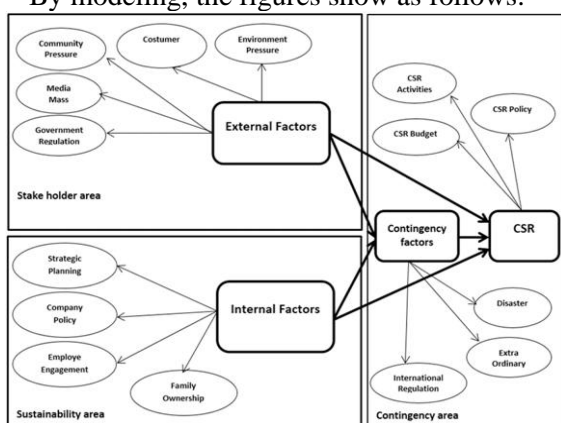 By modeling, the figures show as follows:
Community
Pressure
Costumer
Environment
Pressure
Media
Mass
Government
Regulation
External Factors
Stake holder area
CSR
Activities
CSR Policy
CSR Budget
Contingency
factors
CSR
Strategic
Planning
Company
Policy
Employe
Engagement
Family
Ownership
Internal Factors
Sustainability area
Disaster
Extra
Ordinary
International
Regulation
Contingency area